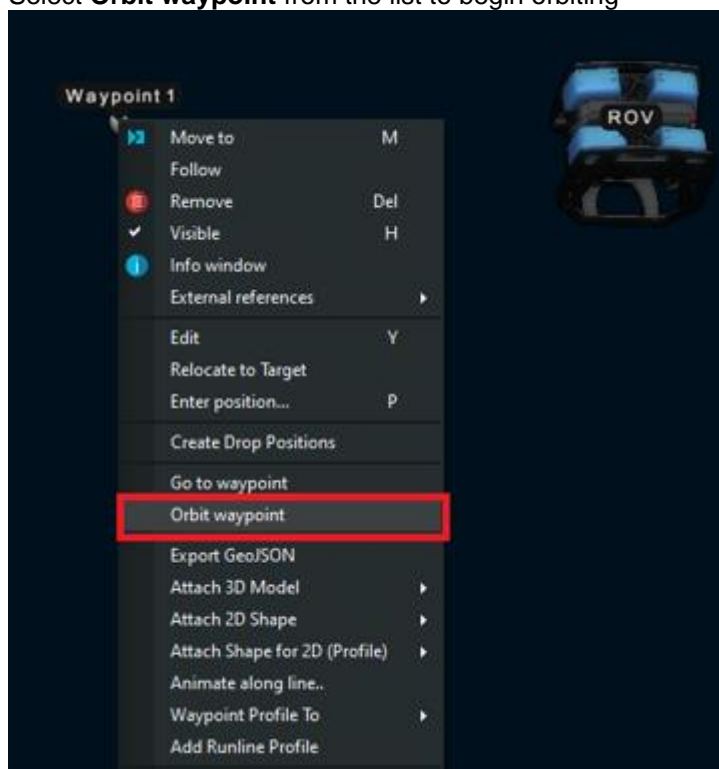 Select Orbit waypoint from the list to begin orbiting
Waypoint 1
ROV
Move to M
Follow
Remove Del
Visible H
Info window
External references
Edit Y
Relocate to Target
Enter position... P
Create Drop Positions
Go to waypoint
Orbit waypoint
Export GeoJSON
Attach 3D Model
Attach 2D Shape
Attach Shape for 2D (Profile)
Animate along line..
Waypoint Profile To
Add Runline Profile